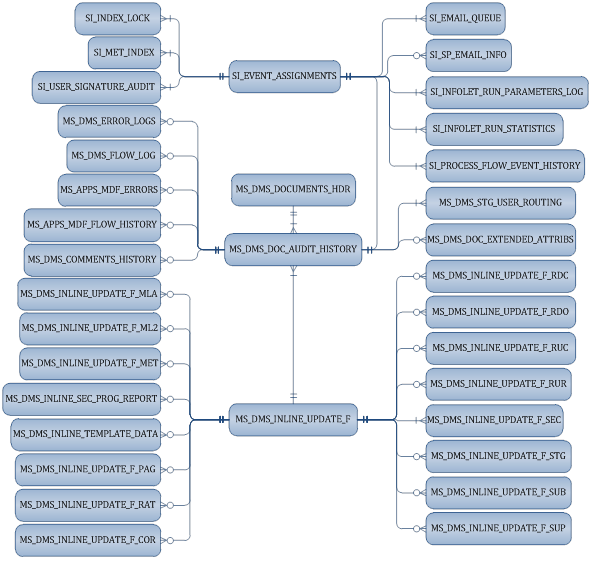 SI_INDEX_LOCK
SI_MET_INDEX
SI_USER_SIGNATURE_AUDIT
MS_DMS_ERROR_LOGS
MS_DMS_FLOW_LOG
MS_APPS_MDF_ERRORS
MS_APPS_MDF_FLOW_HISTORY
MS_DMS_COMMENTS_HISTORY
MS_DMS_INLINE_UPDATE_F_MLA
MS_DMS_INLINE_UPDATE_F_ML2
MS_DMS_INLINE_UPDATE_F_MET
MS_DMS_INLINE_SEC_PROG_REPORT
MS_DMS_INLINE_TEMPLATE_DATA
MS_DMS_INLINE_UPDATE_F_PAG
MS_DMS_INLINE_UPDATE_F_RAT
MS_DMS_INLINE_UPDATE_F_COR
SI_EVENT_ASSIGNMENTS
MS_DMS_DOCUMENTS_HDR
MS_DMS_DOC_AUDIT_HISTORY
MS_DMS_INLINE_UPDATE_F
SI_EMAIL_QUEUE
SI_SP_EMAIL_INFO
SI_INFOLET_RUN_PARAMETERS_LOG
SI_INFOLET_RUN_STATISTICS
SI_PROCESS_FLOW_EVENT_HISTORY
MS_DMS_STG_USER_ROUTING
MS_DMS_DOC_EXTENDED_ATTRIBS
MS_DMS_INLINE_UPDATE_F_RDC
MS_DMS_INLINE_UPDATE_F_RDO
MS_DMS_INLINE_UPDATE_F_RUC
MS_DMS_INLINE_UPDATE_F_RUR
MS_DMS_INLINE_UPDATE_F_SEC
MS_DMS_INLINE_UPDATE_F_STG
MS_DMS_INLINE_UPDATE_F_SUB
MS_DMS_INLINE_UPDATE_F_SUP